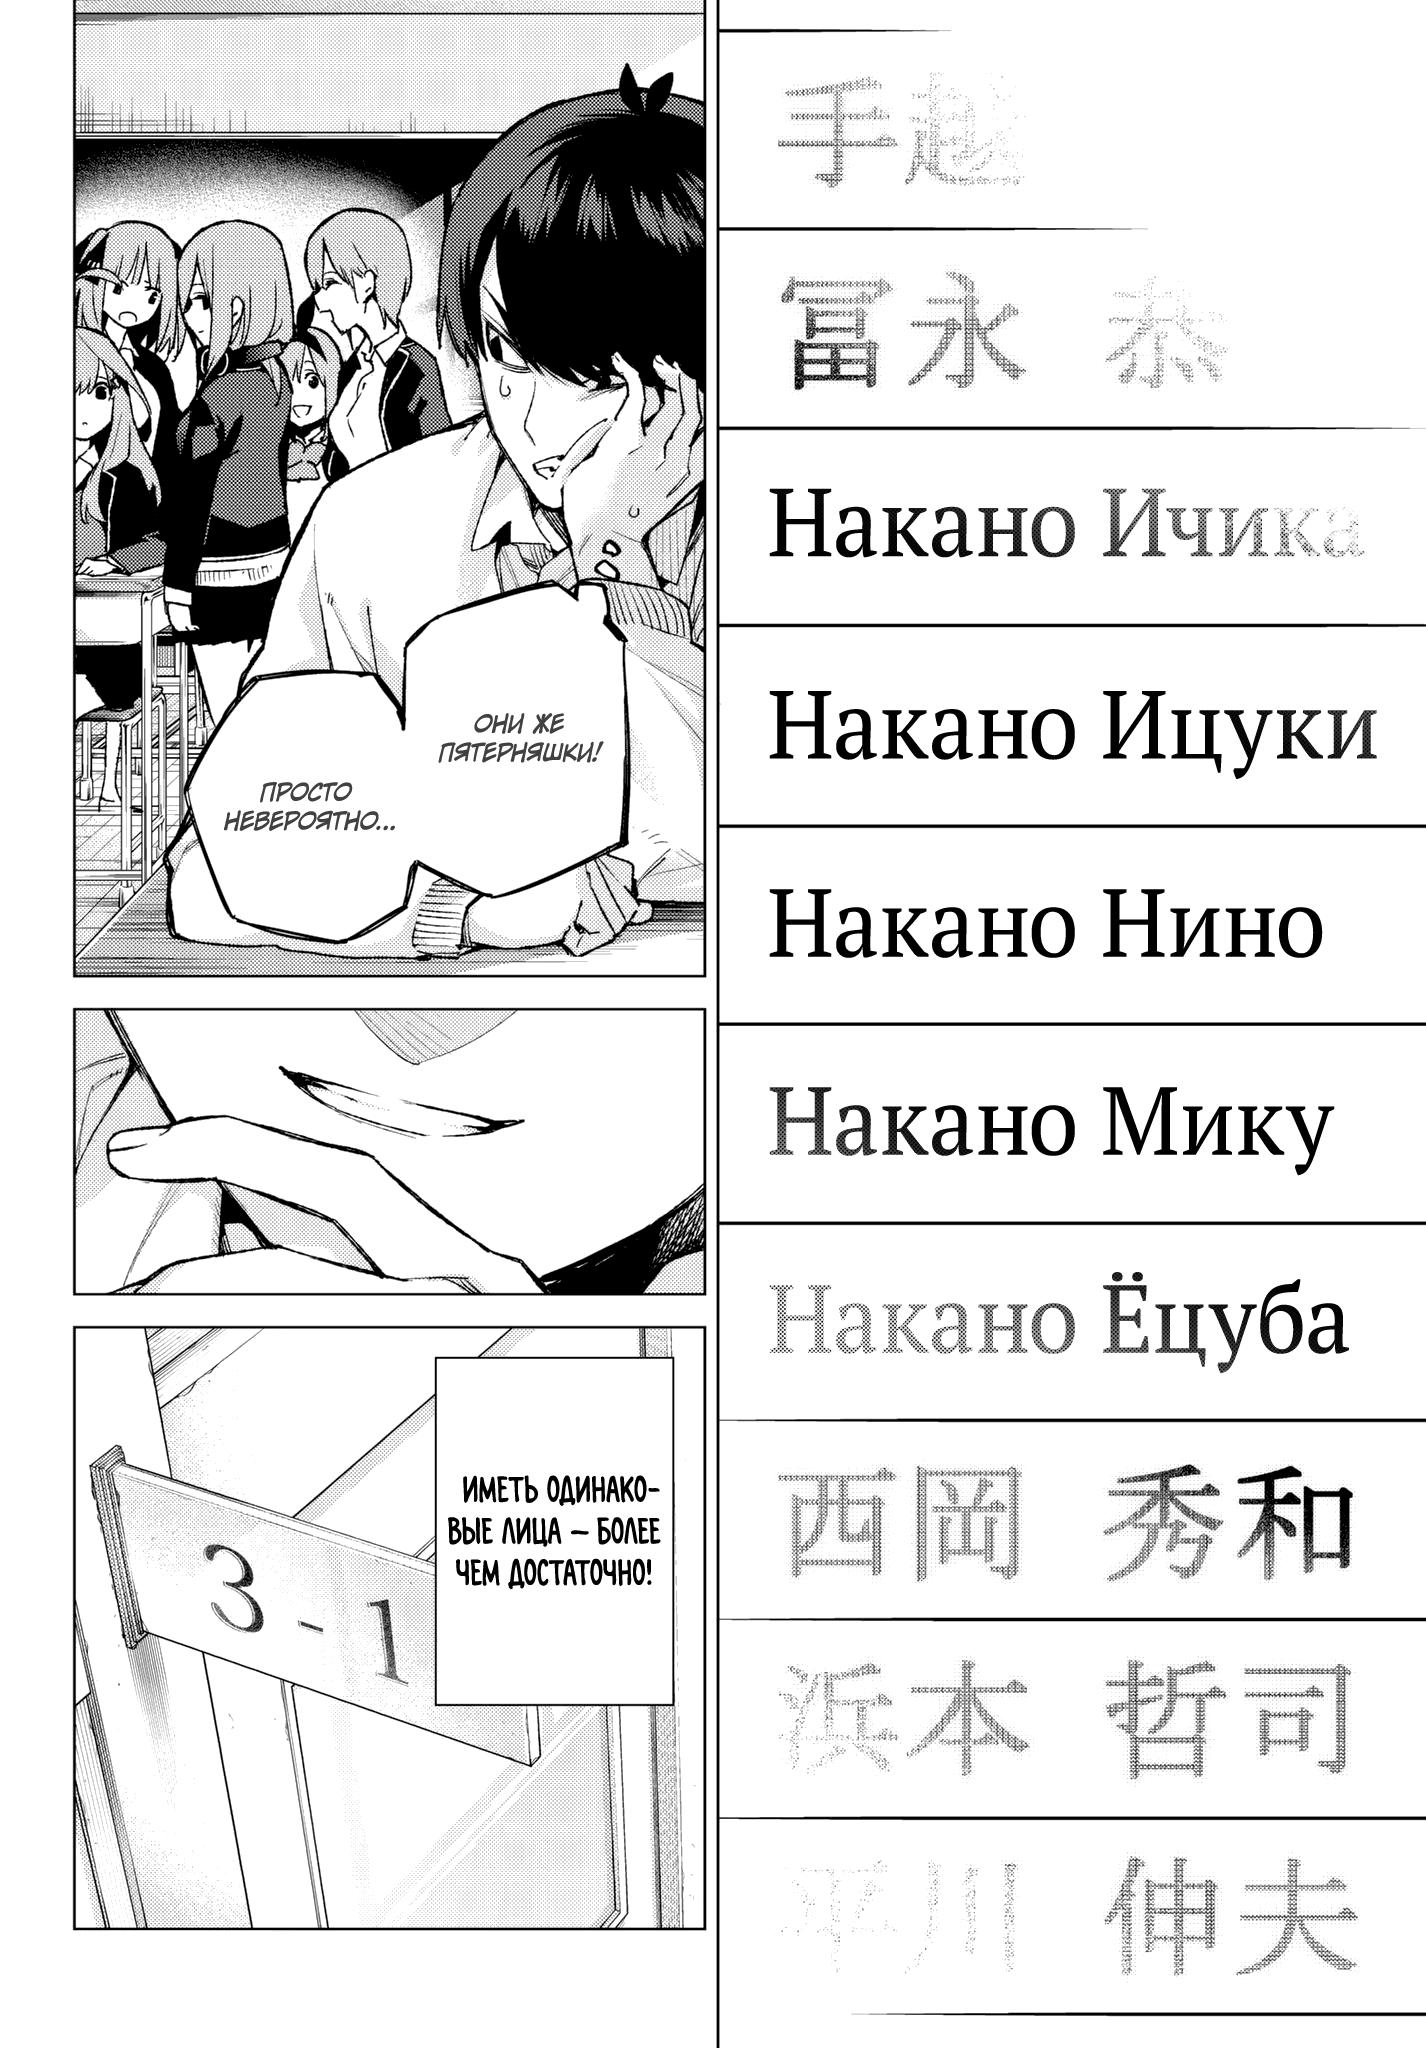 手越
冨永 恭
Накано Ичика
Накано Ицуки
Накано Нино
Накано Мику
Накано Ёцуба
西岡 秀和
浜本 哲司
平川 伸夫
ОНИ ЖЕ
ПЯТЕРНЯШКИ!
ПРОСТО
НЕВЕРОЯТНО...
ИМЕТЬ ОДИНАКО-
ВЫЕ ЛИЦА – БОЛЕЕ
ЧЕМ ДОСТАТОЧНО!
3-1